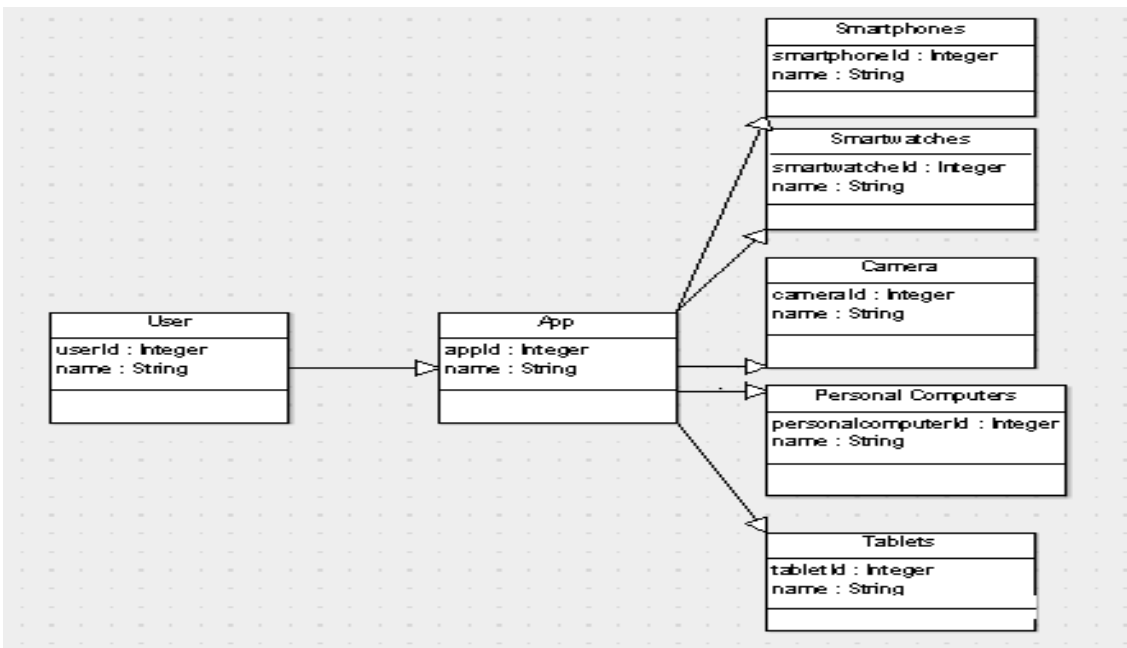 Smartphones
smartphoneId : Integer
name : String
Smartwatches
smartwatcheId : Integer
name : String
Camera
cameraId : Integer
name : String
User
userId : Integer
name : String
App
appId : Integer
name : String
Personal Computers
personalcomputerId : Integer
name : String
Tablets
tabletId : Integer
name : String